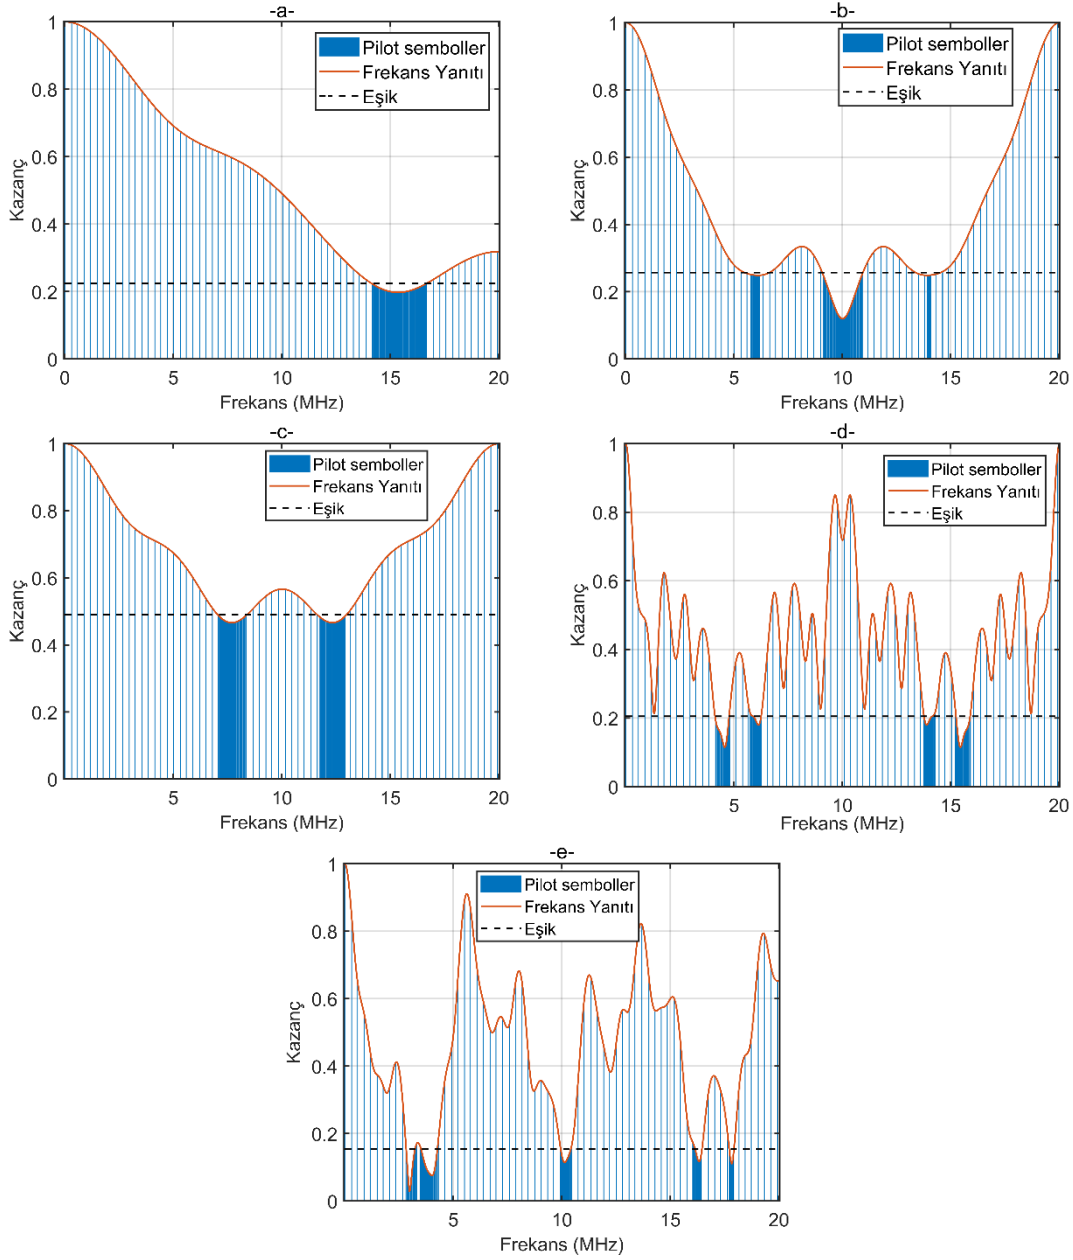 -a-
Pilot semboller
Frekans Yanıtı
Eşik
Kazanç
1
0.8
0.6
0.4
0.2
0
0 5 10 15 20
Frekans (MHz)
-b-
Pilot semboller
Frekans Yanıtı
Eşik
Kazanç
1
0.8
0.6
0.4
0.2
0
0 5 10 15 20
Frekans (MHz)
-c-
Pilot semboller
Frekans Yanıtı
Eşik
Kazanç
1
0.8
0.6
0.4
0.2
0
5 10 15 20
Frekans (MHz)
-d-
Pilot semboller
Frekans Yanıtı
Eşik
Kazanç
1
0.8
0.6
0.4
0.2
0
5 10 15 20
Frekans (MHz)
-e-
Pilot semboller
Frekans Yanıtı
Eşik
Kazanç
1
0.8
0.6
0.4
0.2
0
5 10 15 20
Frekans (MHz)